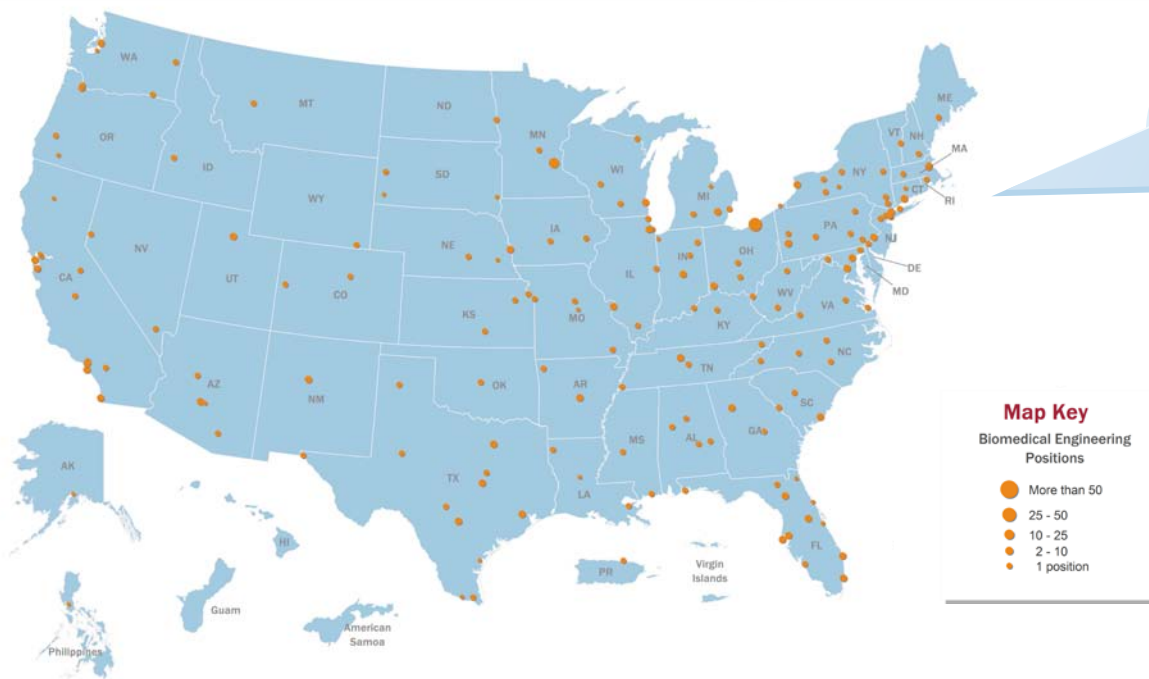 WA
MT
ND
MN
ME
VT
NH
MA
OR
ID
SD
WI
MI
NY
CT
RI
WY
NE
IA
PA
NJ
NV
UT
CO
IL
IN
OH
DE
MD
CA
KS
MO
WV
VA
KY
AZ
NM
OK
AR
TN
NC
SC
MS
AL
GA
TX
LA
FL
AK
HI
PR
Virgin
Islands
Guam
American
Samoa
Philippines
Map Key
Biomedical Engineering
Positions
More than 50
25 - 50
10 - 25
2 - 10
1 position